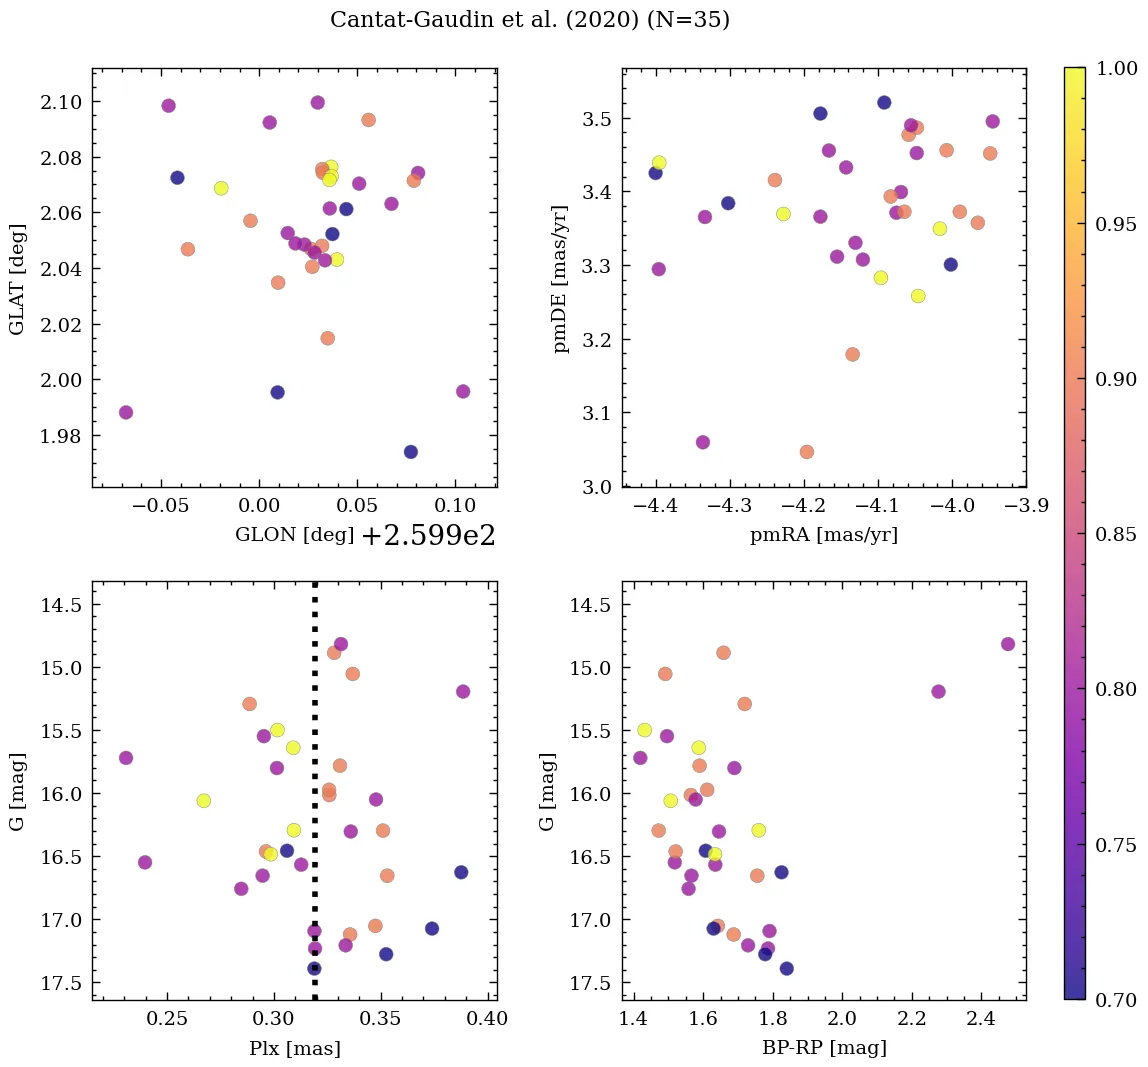 Cantat-Gaudin et al. (2020) (N=35)
2.10
2.08
2.06
2.04
2.02
2.00
1.98
GLAT [deg]
−0.05 0.00 0.05 0.10
GLON [deg] +2.599e2
3.5
3.4
3.3
3.2
3.1
3.0
pmDE [mas/yr]
−4.4 −4.3 −4.2 −4.1 −4.0 −3.9
pmRA [mas/yr]
14.5
15.0
15.5
16.0
16.5
17.0
17.5
G [mag]
0.25 0.30 0.35 0.40
Plx [mas]
14.5
15.0
15.5
16.0
16.5
17.0
17.5
G [mag]
1.4 1.6 1.8 2.0 2.2 2.4
BP-RP [mag]
1.00
0.95
0.90
0.85
0.80
0.75
0.70